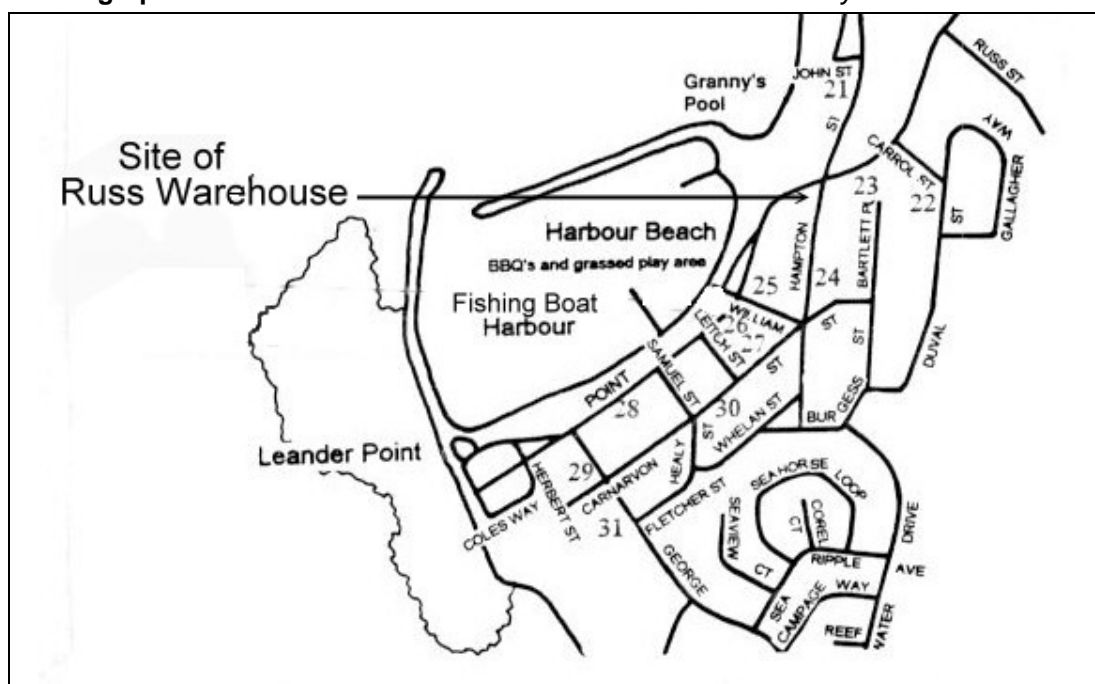 RUSS ST
JOHN ST
21
Granny's
Pool
ST
WAY
CARROL ST
Site of
Russ Warehouse
23
22
ST
GALLAGHER
BARTLETT PL
Harbour Beach
BBQ's and grassed play area
HAMPTON
24
25
Fishing Boat
Harbour
WILLIAM
26
LEITCH ST
27
ST
ST
DUVAL
SAMUEL ST
ST
POINT
28
30
BURGESS
WHELAN ST
Leander Point
HEALY ST
29
HERBERT ST
CARNARVON
SEAHORSE LOOP
COLES WAY
31
FLETCHER ST
SEAVIEW
CT
COREL
CT
DRIVE
GEORGE
RIPPLE
AVE
SEA
CAMPAGE
WAY
REEF
WATER